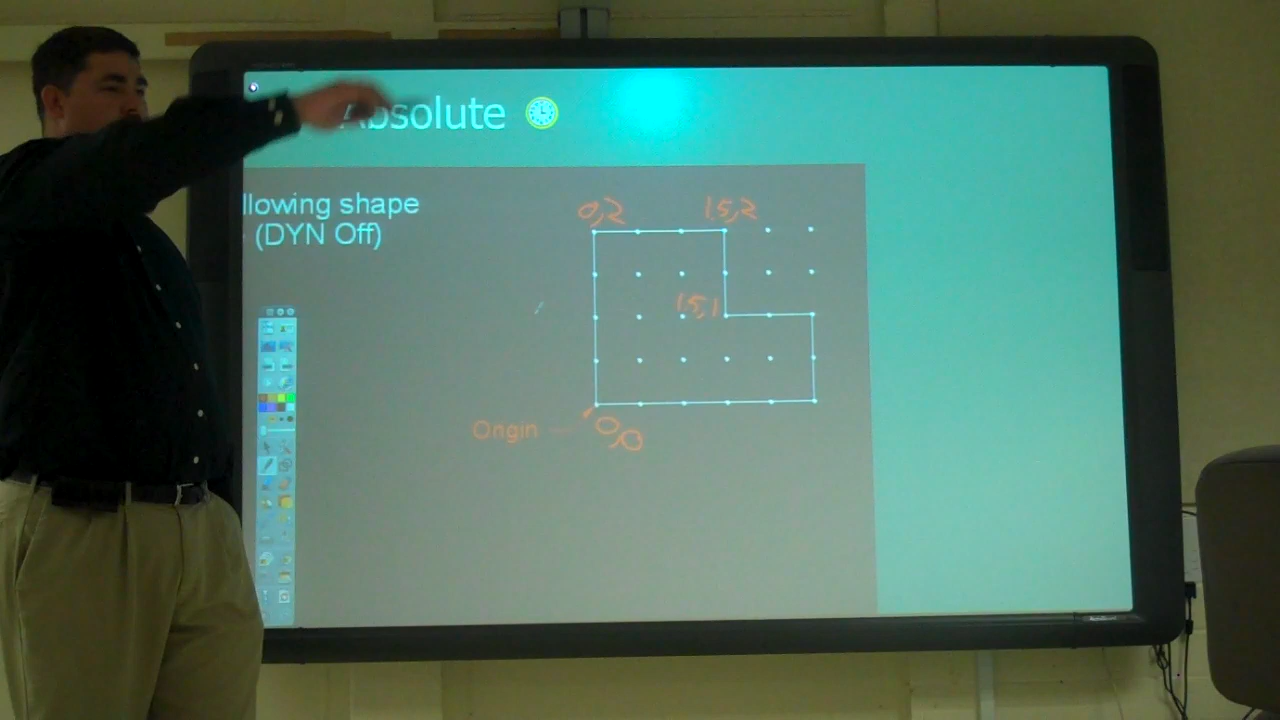 Absolute
llowing shape
(DYN Off)
0,2
1.5,2
1.5,1
Origin
0,0